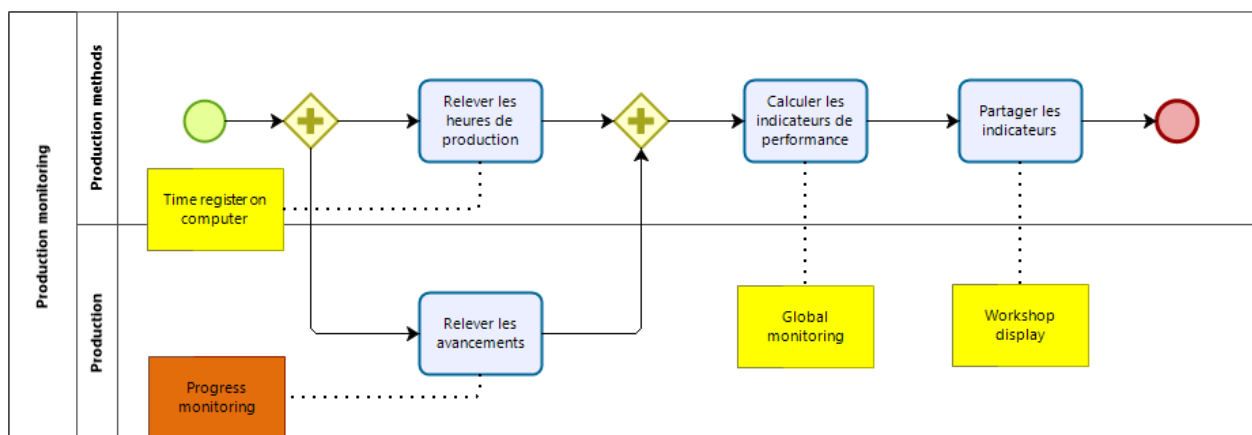 Production monitoring
Production methods
Production
Relever les
heures de
production
Calculer les
indicateurs de
performance
Partager les
indicateurs
Time register on
computer
Relever les
avancements
Global
monitoring
Workshop
display
Progress
monitoring